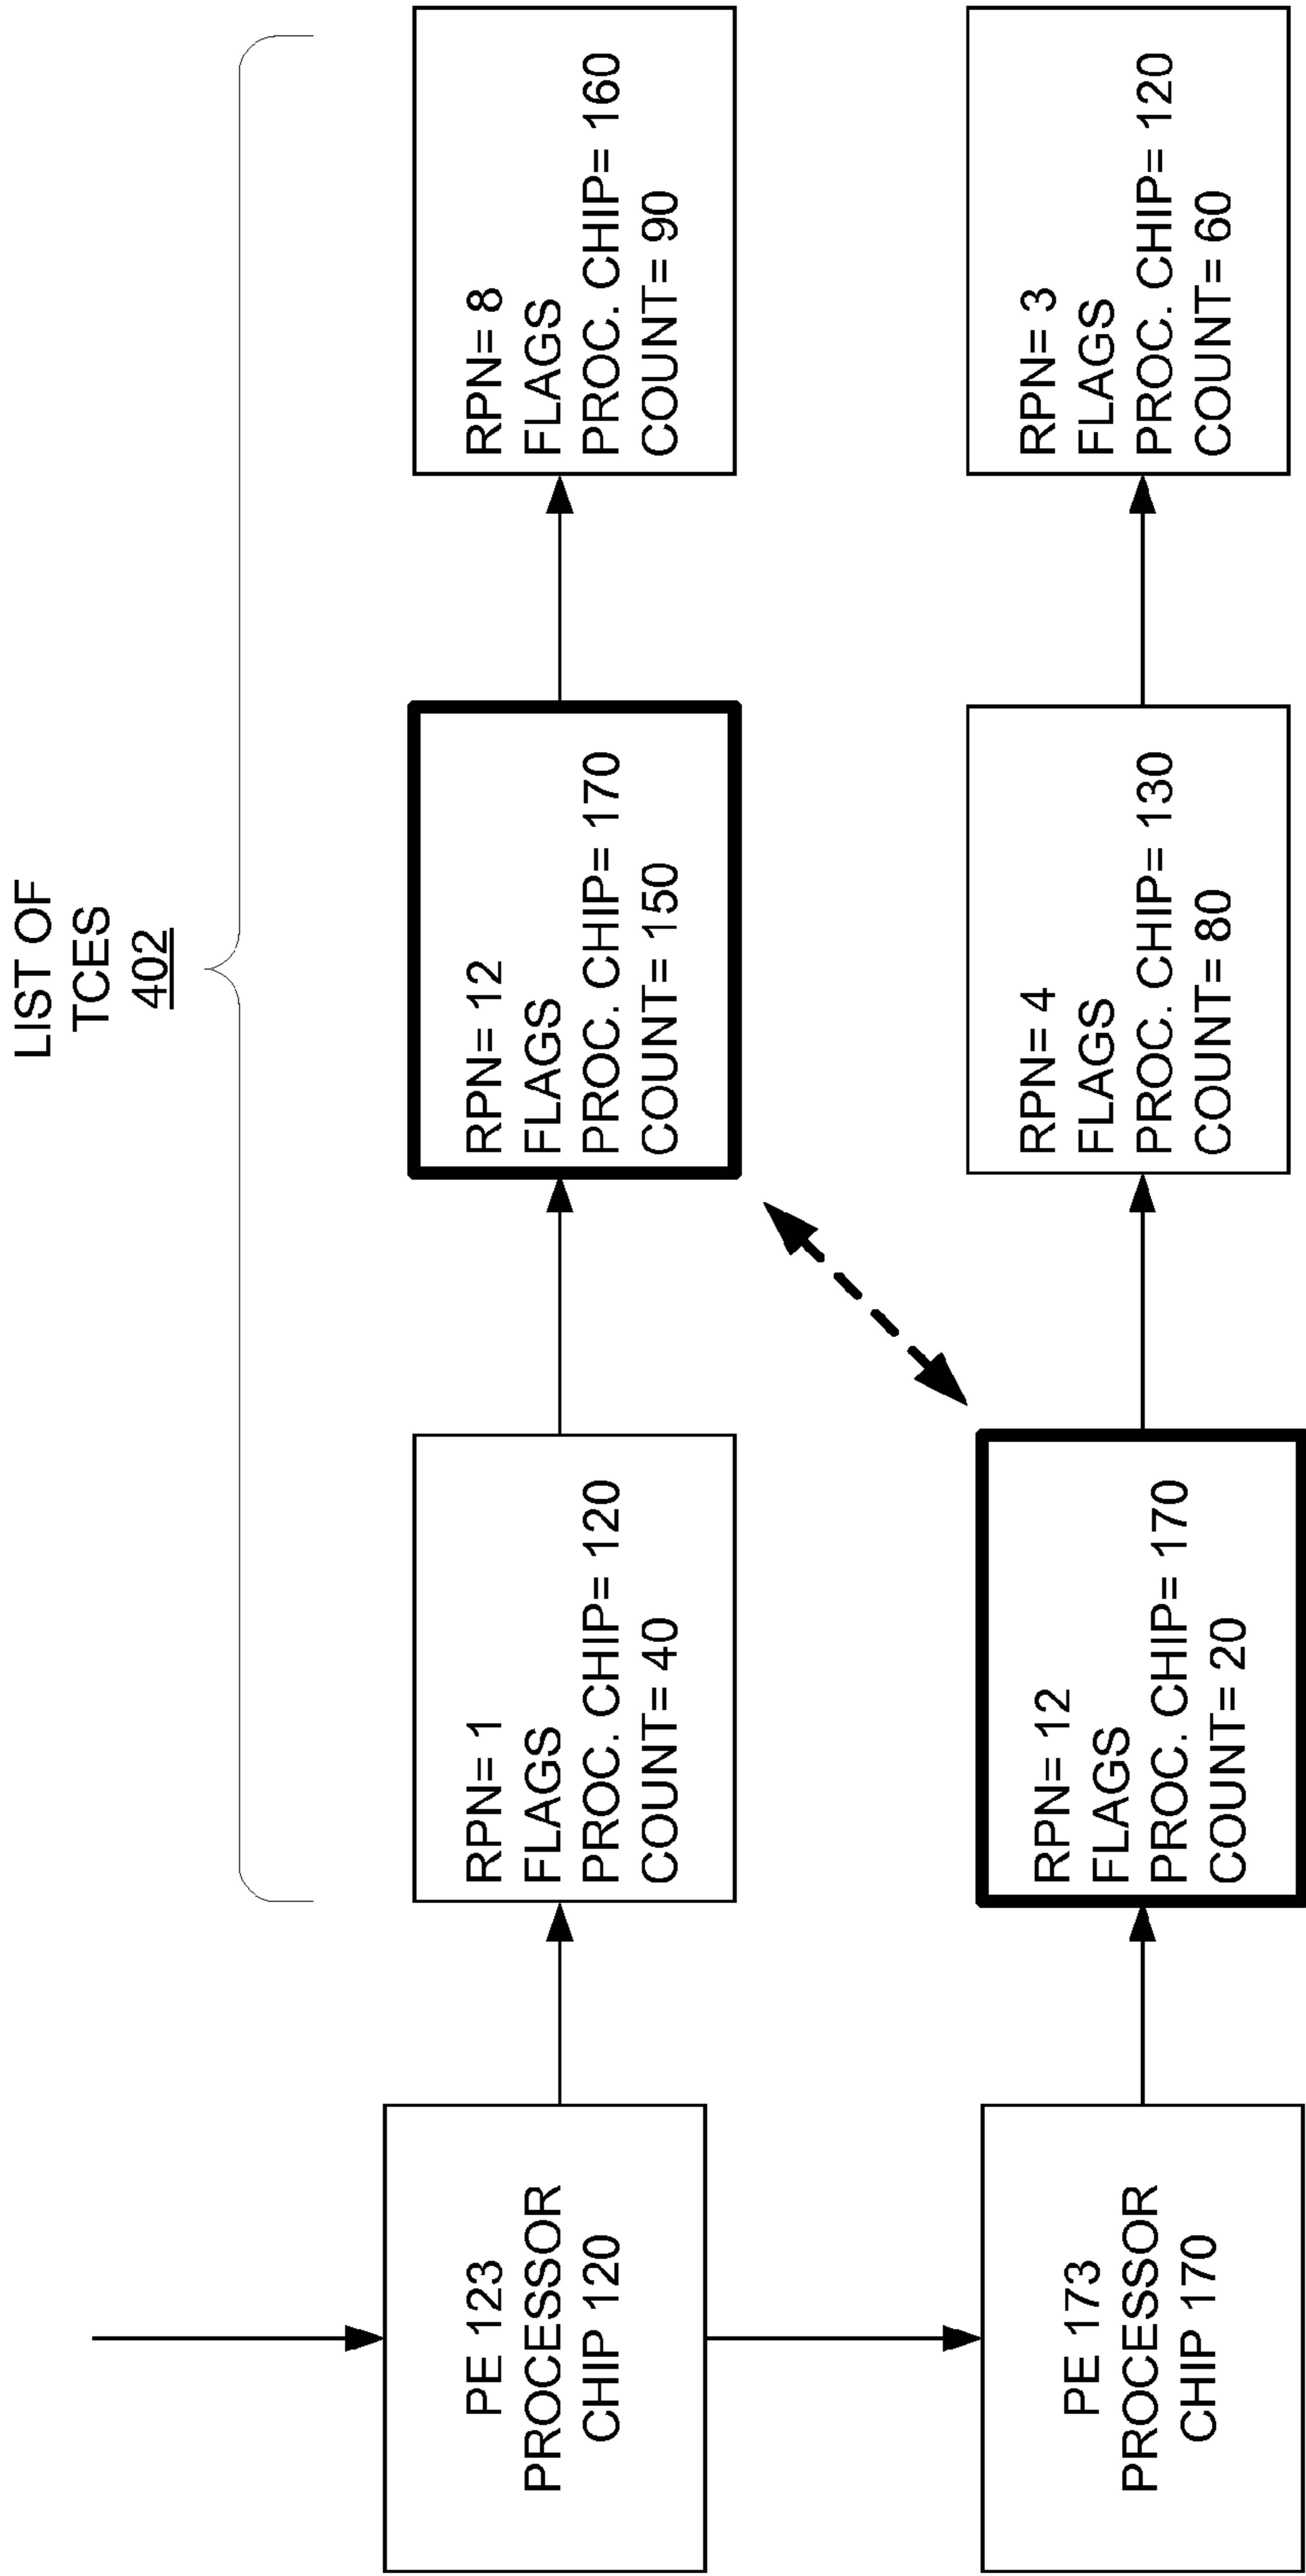 LIST OF
TCES
402
PE 123
PROCESSOR
CHIP 120
RPN= 1
FLAGS
PROC. CHIP= 120
COUNT= 40
RPN= 12
FLAGS
PROC. CHIP= 170
COUNT= 150
RPN= 8
FLAGS
PROC. CHIP= 160
COUNT= 90
PE 173
PROCESSOR
CHIP 170
RPN= 12
FLAGS
PROC. CHIP= 170
COUNT= 20
RPN= 4
FLAGS
PROC. CHIP= 130
COUNT= 80
RPN= 3
FLAGS
PROC. CHIP= 120
COUNT= 60